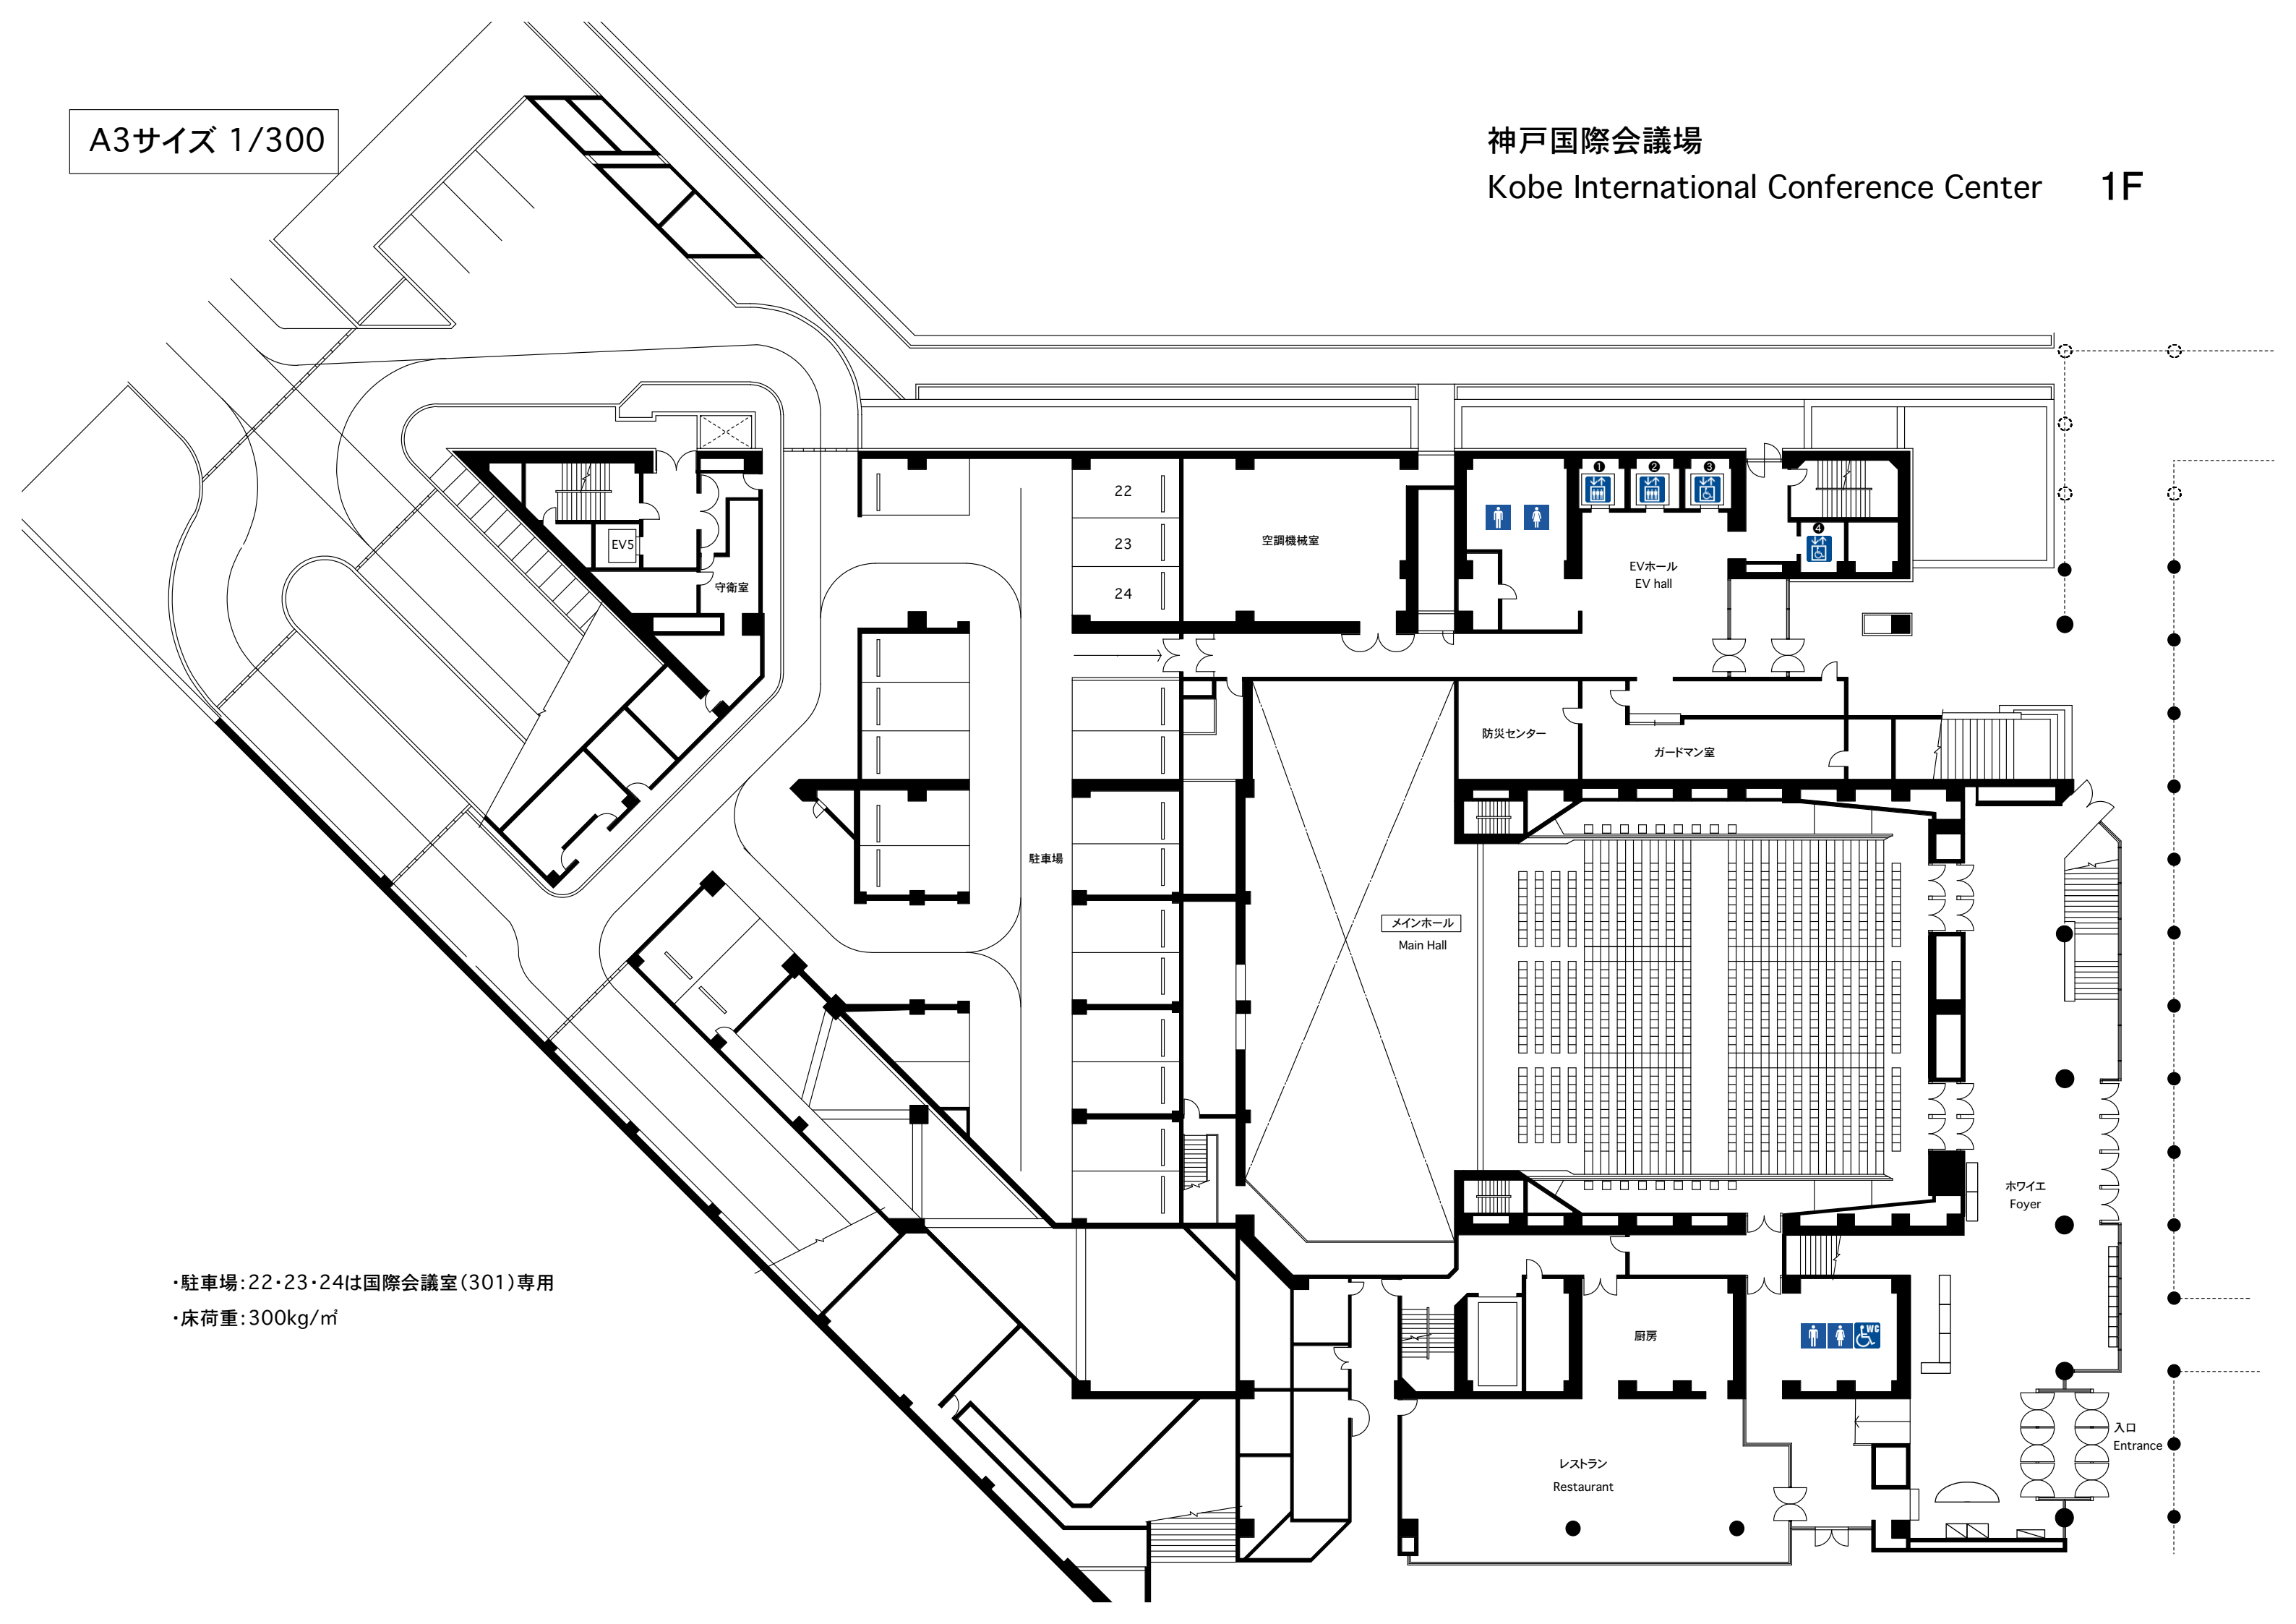 A3サイズ 1/300
神戸国際会議場
Kobe International Conference Center 1F
❶
❷
❸
22
23
24
空調機械室
❹
EV5
EVホール
EV hall
守衛室
防災センター
ガードマン室
駐車場
メインホール
Main Hall
ホワイエ
Foyer
・駐車場：22・23・24は国際会議室（301）専用
・床荷重：300kg/㎡
厨房
WC
入口
Entrance
レストラン
Restaurant